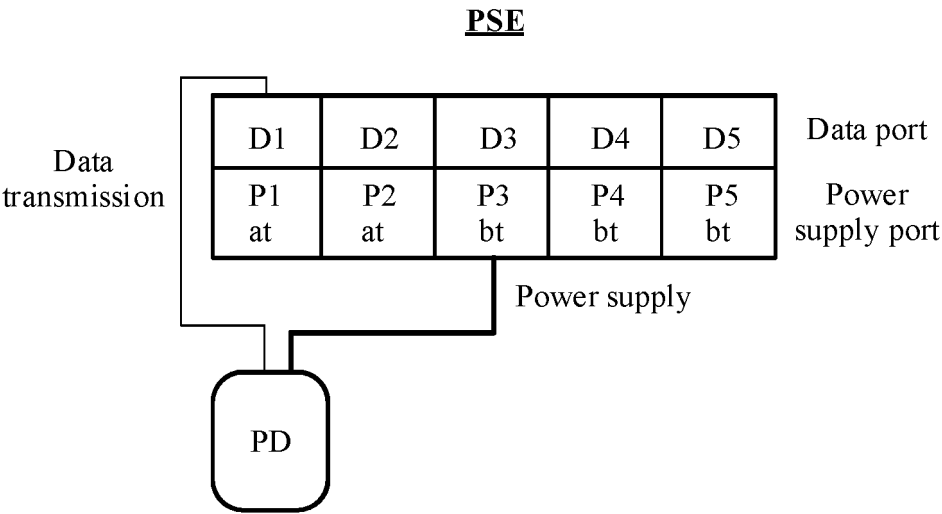 PSE
D1 D2 D3 D4 D5 Data port
Data
transmission
P1 P2 P3 P4 P5 Power
at at bt bt bt supply port
Power supply
PD